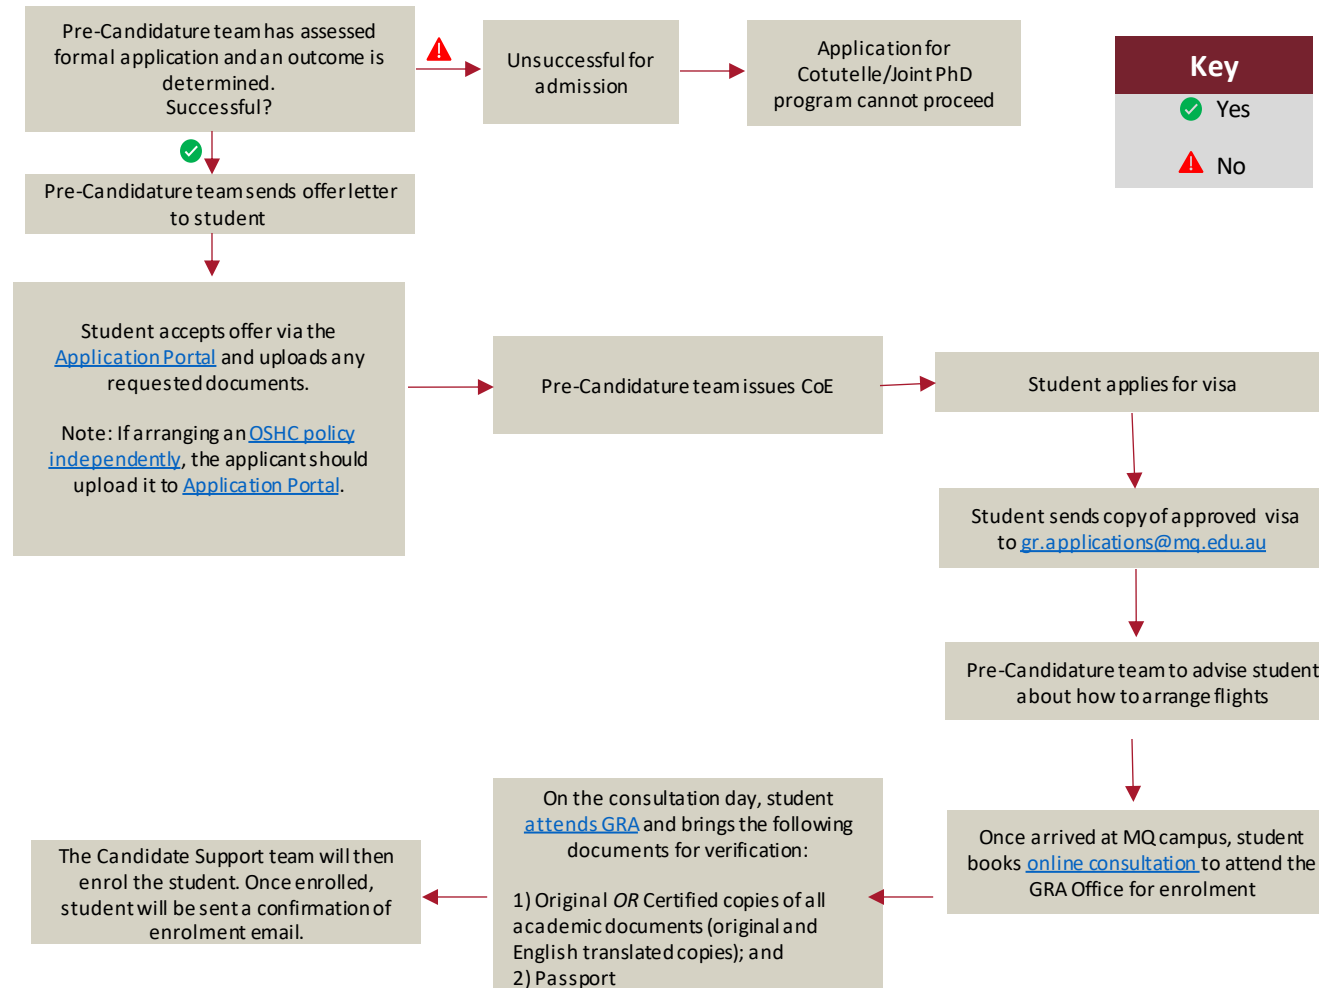 Pre-Candidature team has assessed
formal application and an outcome is
determined.
Successful?
Unsuccessful for
admission
Application for
Cotutelle/Joint PhD
program cannot proceed
Key
Yes
No
Pre-Candidature team sends offer letter
to student
Student accepts offer via the
Application Portal and uploads any
requested documents.
Note: If arranging an OSHC policy
independently, the applicant should
upload it to Application Portal.
Pre-Candidature team issues CoE
Student applies for visa
Student sends copy of approved visa
to gr.applications@mq.edu.au
Pre-Candidature team to advise student
about how to arrange flights
Once arrived at MQ campus, student
books online consultation to attend the
GRA Office for enrolment
On the consultation day, student
attends GRA and brings the following
documents for verification:
1) Original OR Certified copies of all
academic documents (original and
English translated copies); and
2) Passport
The Candidate Support team will then
enrol the student. Once enrolled,
student will be sent a confirmation of
enrolment email.